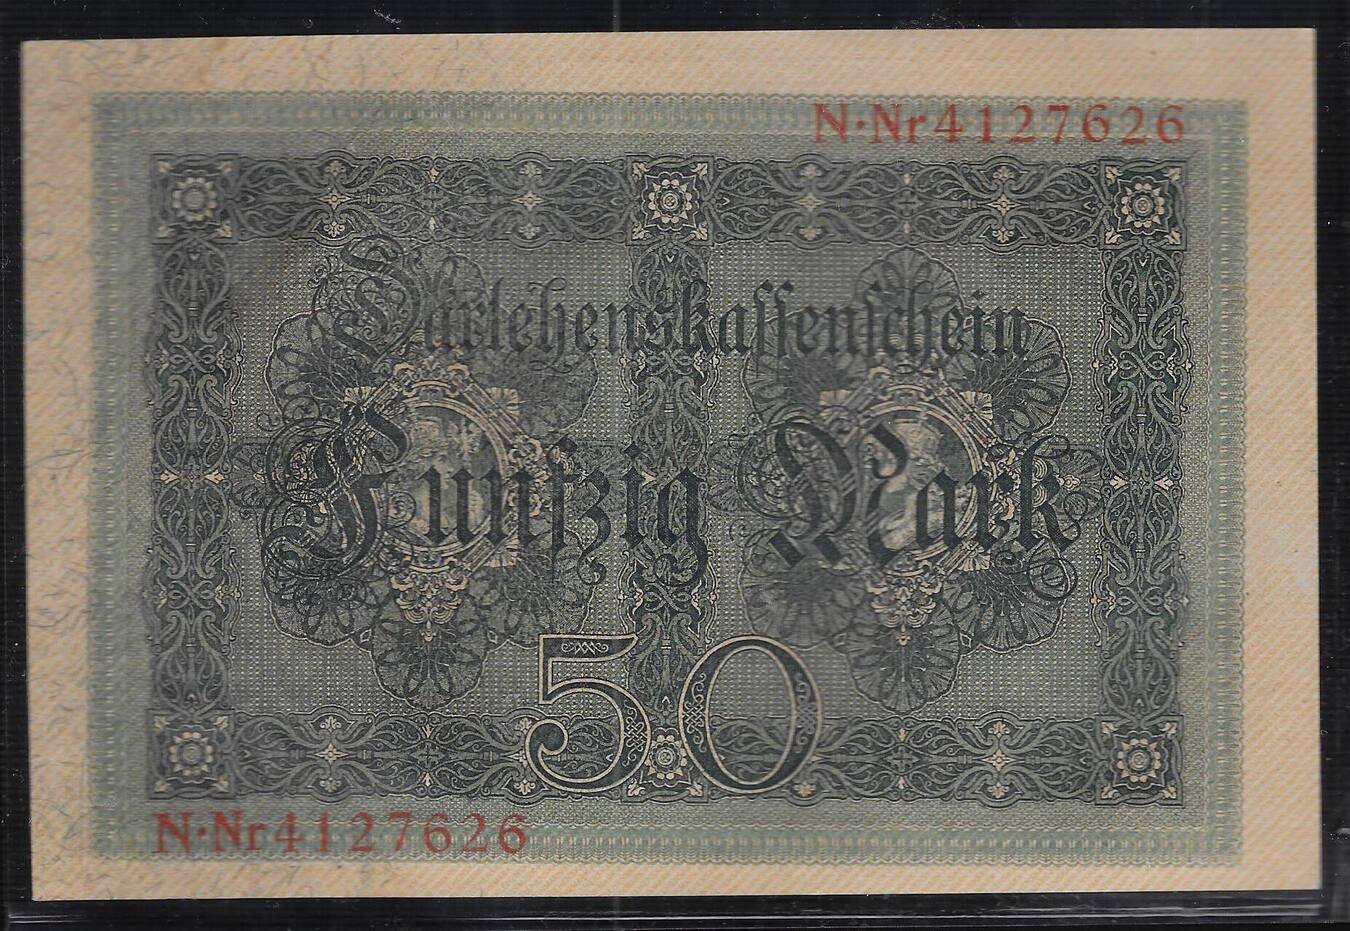 N·Nr4127626
Darlehenskassenschein
Fünfzig Mark
50
N·Nr4127626